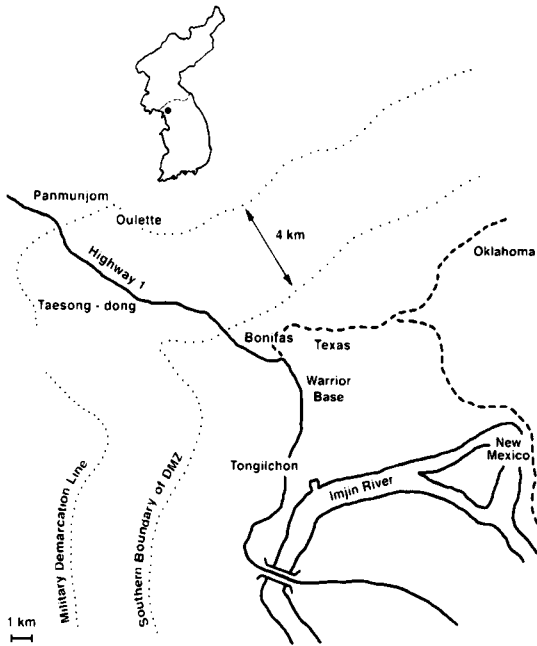 Panmunjom
Oulette
4 km
Oklahoma
Highway 1
Taesong - dong
Bonifas
Texas
Warrior
Base
New
Mexico
Tongilchon
Imjin River
Military Demarcation Line
Southern Boundary of DMZ
1 km